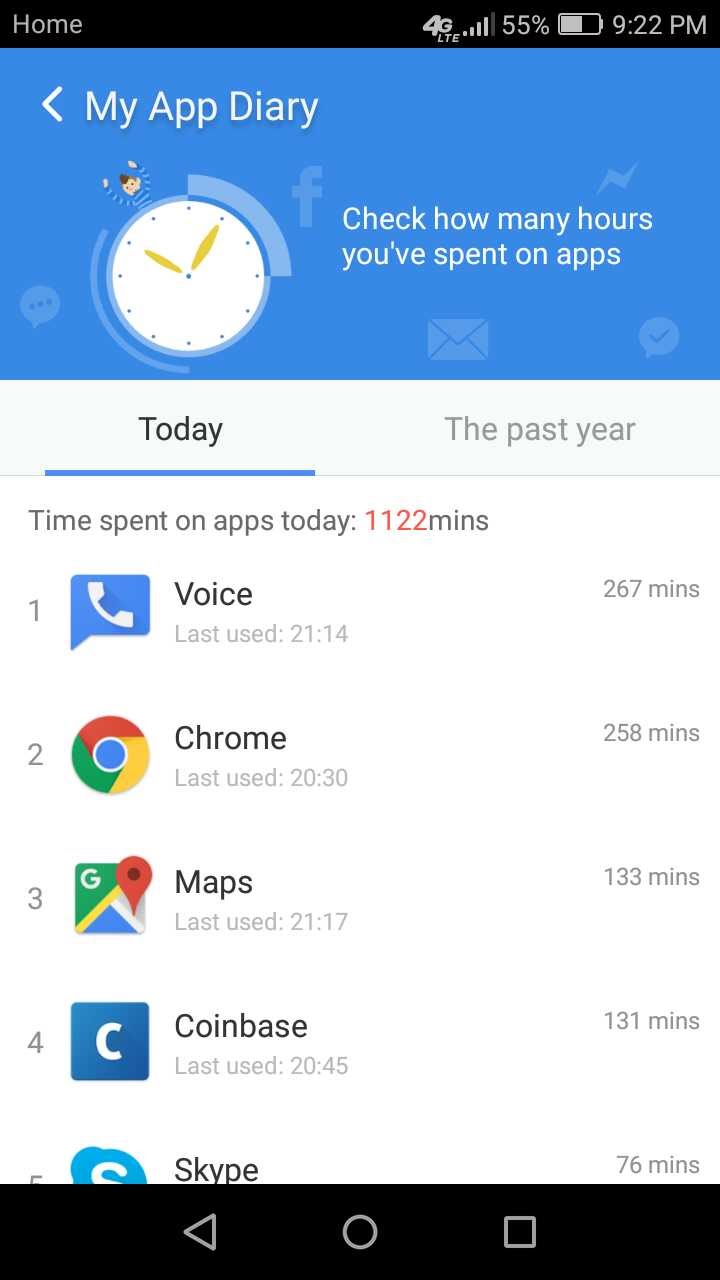 Home 4G LTE 55% 9:22 PM
My App Diary
Check how many hours
you've spent on apps
Today The past year
Time spent on apps today: 1122mins
1 Voice 267 mins
Last used: 21:14
2 Chrome 258 mins
Last used: 20:30
3 G Maps 133 mins
Last used: 21:17
4 C Coinbase 131 mins
Last used: 20:45
5 S Skype 76 mins